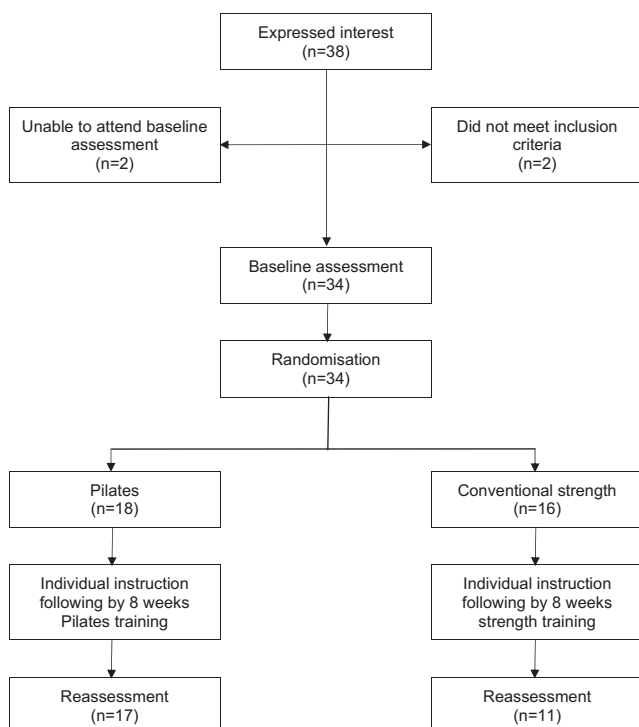 Expressed interest
(n=38)
Unable to attend baseline
assessment
(n=2)
Did not meet inclusion
criteria
(n=2)
Baseline assessment
(n=34)
Randomisation
(n=34)
Pilates
(n=18)
Conventional strength
(n=16)
Individual instruction
following by 8 weeks
Pilates training
Individual instruction
following by 8 weeks
strength training
Reassessment
(n=17)
Reassessment
(n=11)